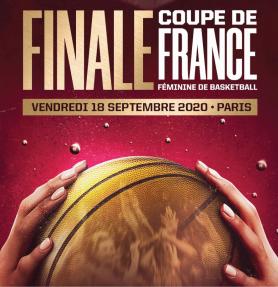 FINALE
COUPE DE
FRANCE
FÉMININE DE BASKETBALL
VENDREDI 18 SEPTEMBRE 2020 • PARIS